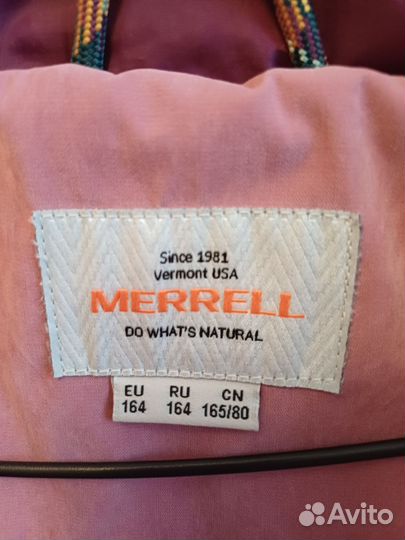 Since 1981
Vermont USA
MERRELL
DO WHAT'S NATURAL
EU RU CN
164 164 165/80
Avito